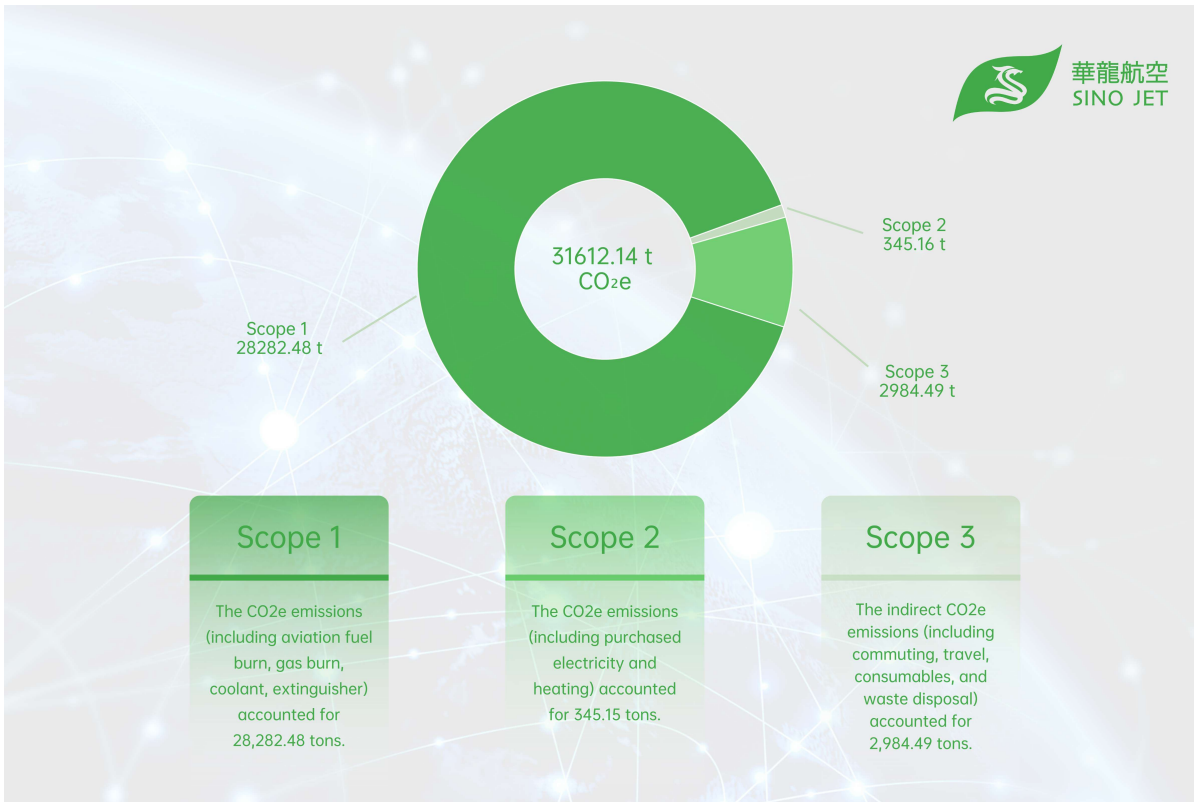 華龍航空
SINO JET
31612.14 t
CO₂e
Scope 2
345.16 t
Scope 1
28282.48 t
Scope 3
2984.49 t
Scope 1
The CO2e emissions
(including aviation fuel
burn, gas burn,
coolant, extinguisher)
accounted for
28,282.48 tons.
Scope 2
The CO2e emissions
(including purchased
electricity and
heating) accounted
for 345.15 tons.
Scope 3
The indirect CO2e
emissions (including
commuting, travel,
consumables, and
waste disposal)
accounted for
2,984.49 tons.